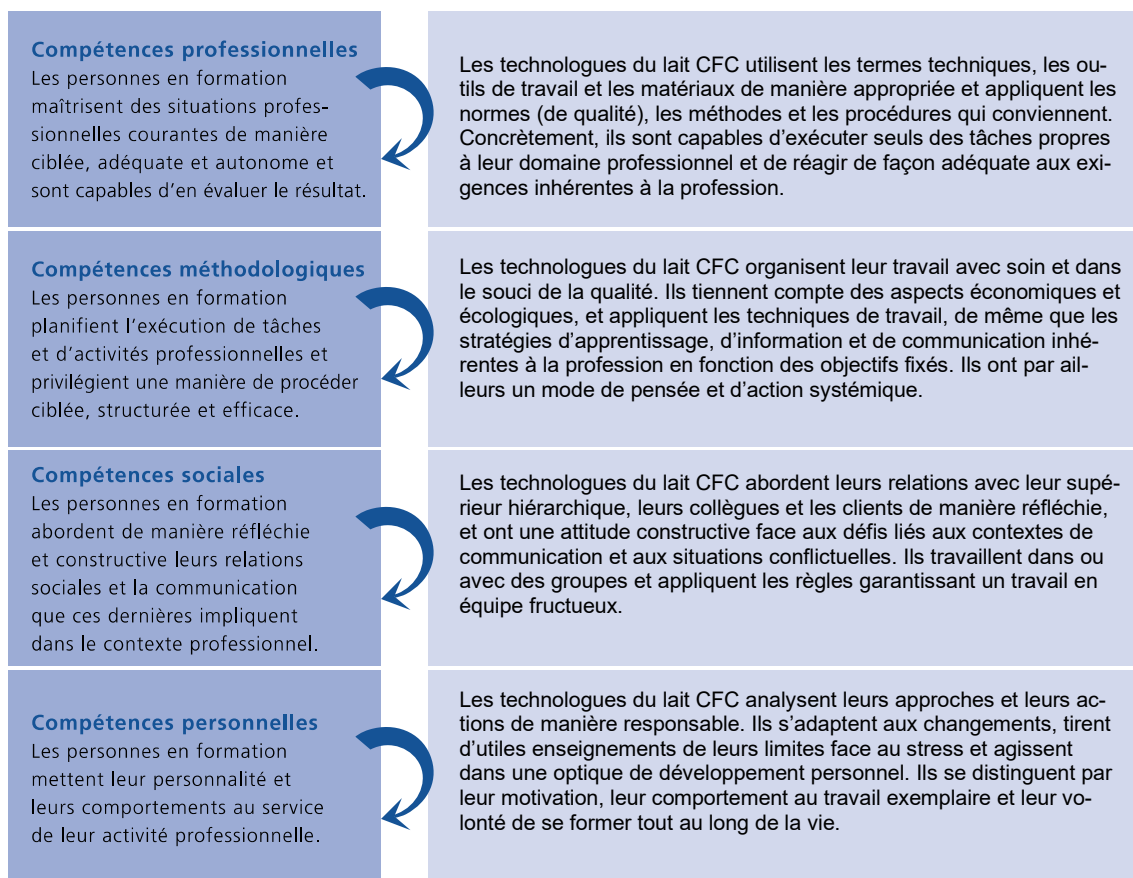 Compétences professionnelles
Les personnes en formation
maîtrisent des situations profes-
sionnelles courantes de manière
ciblée, adéquate et autonome et
sont capables d'en évaluer le résultat.
Les technologues du lait CFC utilisent les termes techniques, les ou-
tils de travail et les matériaux de manière appropriée et appliquent les
normes (de qualité), les méthodes et les procédures qui conviennent.
Concrètement, ils sont capables d'exécuter seuls des tâches propres
à leur domaine professionnel et de réagir de façon adéquate aux exi-
gences inhérentes à la profession.
Compétences méthodologiques
Les personnes en formation
planifient l'exécution de tâches
et d'activités professionnelles et
privilégient une manière de procéder
ciblée, structurée et efficace.
Les technologues du lait CFC organisent leur travail avec soin et dans
le souci de la qualité. Ils tiennent compte des aspects économiques et
écologiques, et appliquent les techniques de travail, de même que les
stratégies d'apprentissage, d'information et de communication inhé-
rentes à la profession en fonction des objectifs fixés. Ils ont par ail-
leurs un mode de pensée et d'action systémique.
Compétences sociales
Les personnes en formation
abordent de manière réfléchie
et constructive leurs relations
sociales et la communication
que ces dernières impliquent
dans le contexte professionnel.
Les technologues du lait CFC abordent leurs relations avec leur supé-
rieur hiérarchique, leurs collègues et les clients de manière réfléchie,
et ont une attitude constructive face aux défis liés aux contextes de
communication et aux situations conflictuelles. Ils travaillent dans ou
avec des groupes et appliquent les règles garantissant un travail en
équipe fructueux.
Compétences personnelles
Les personnes en formation
mettent leur personnalité et
leurs comportements au service
de leur activité professionnelle.
Les technologues du lait CFC analysent leurs approches et leurs ac-
tions de manière responsable. Ils s'adaptent aux changements, tirent
d'utiles enseignements de leurs limites face au stress et agissent
dans une optique de développement personnel. Ils se distinguent par
leur motivation, leur comportement au travail exemplaire et leur vo-
lonté de se former tout au long de la vie.